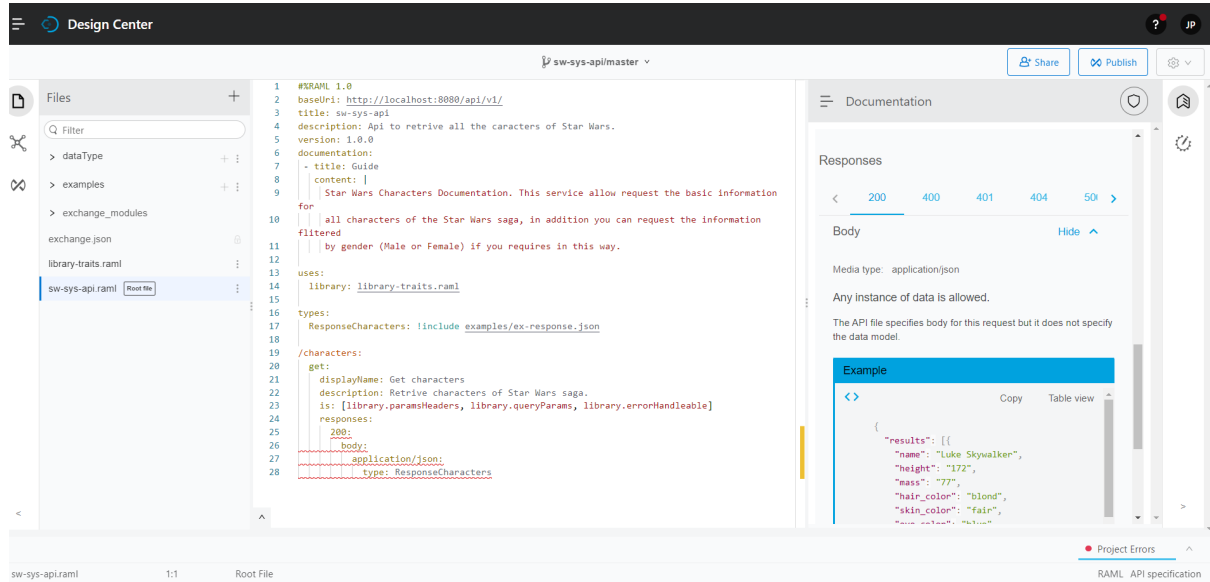 Design Center
?
JP
sw-sys-api/master
Share
Publish
Files
Filter
dataType
examples
exchange_modules
exchange.json
library-traits.raml
sw-sys-api.raml Root file
1 #%RAML 1.0
2 baseUri: http://localhost:8080/api/v1/
3 title: sw-sys-api
4 description: Api to retrive all the caracters of Star Wars.
5 version: 1.0.0
6 documentation:
7 - title: Guide
8 content: |
9 Star Wars Characters Documentation. This service allow request the basic information
for
10 all characters of the Star Wars saga, in addition you can request the information
flitered
11 by gender (Male or Female) if you requires in this way.
12
13 uses:
14 library: library-traits.raml
15
16 types:
17 ResponseCharacters: !include examples/ex-response.json
18
19 /characters:
20 get:
21 displayName: Get characters
22 description: Retrive characters of Star Wars saga.
23 is: [library.paramsHeaders, library.queryParams, library.errorHandleable]
24 responses:
25 200:
26 body:
27 application/json:
28 type: ResponseCharacters
Documentation
Responses
200 400 401 404
Body Hide
Media type: application/json
Any instance of data is allowed.
The API file specifies body for this request but it does not specify
the data model.
Example
Copy Table view
{
"results": [{
"name": "Luke Skywalker",
"height": "172",
"mass": "77",
"hair_color": "blond",
"skin_color": "fair",
Project Errors
sw-sys-api.raml 1:1 Root File RAML API specification